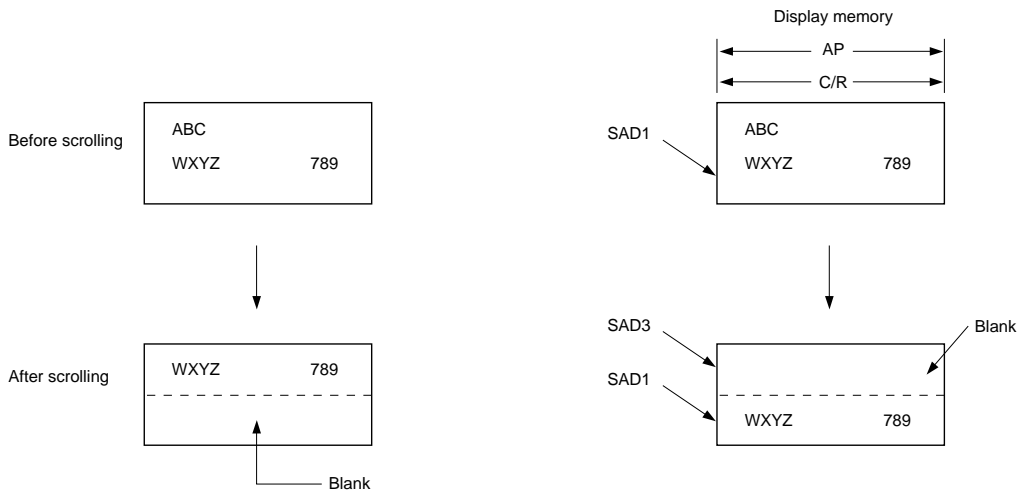 Display memory
AP
C/R
Before scrolling
ABC
WXYZ 789
SAD1
ABC
WXYZ 789
After scrolling
WXYZ 789
Blank
SAD3
SAD1
Blank
WXYZ 789